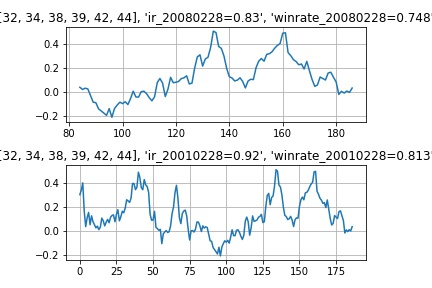 [32, 34, 38, 39, 42, 44], 'ir_20080228=0.83', 'winrate_20080228=0.748'
0.4
0.2
0.0
−0.2
80 100 120 140 160 180
[32, 34, 38, 39, 42, 44], 'ir_20010228=0.92', 'winrate_20010228=0.813'
0.4
0.2
0.0
−0.2
0 25 50 75 100 125 150 175